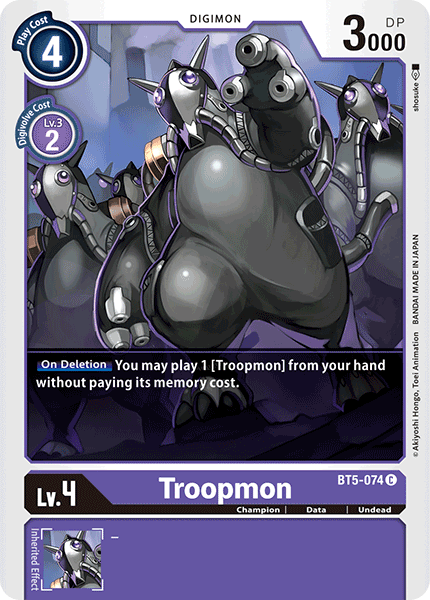 DIGIMON
Play Cost
4
DP
3000
Digivolve Cost
Lv.3
2
shosuke
© Akiyoshi Hongo, Toei Animation BANDAI MADE IN JAPAN
On Deletion You may play 1 [Troopmon] from your hand
without paying its memory cost.
BT5-074 C
Lv.4 Troopmon
Champion | Data | Undead
Inherited Effect
–